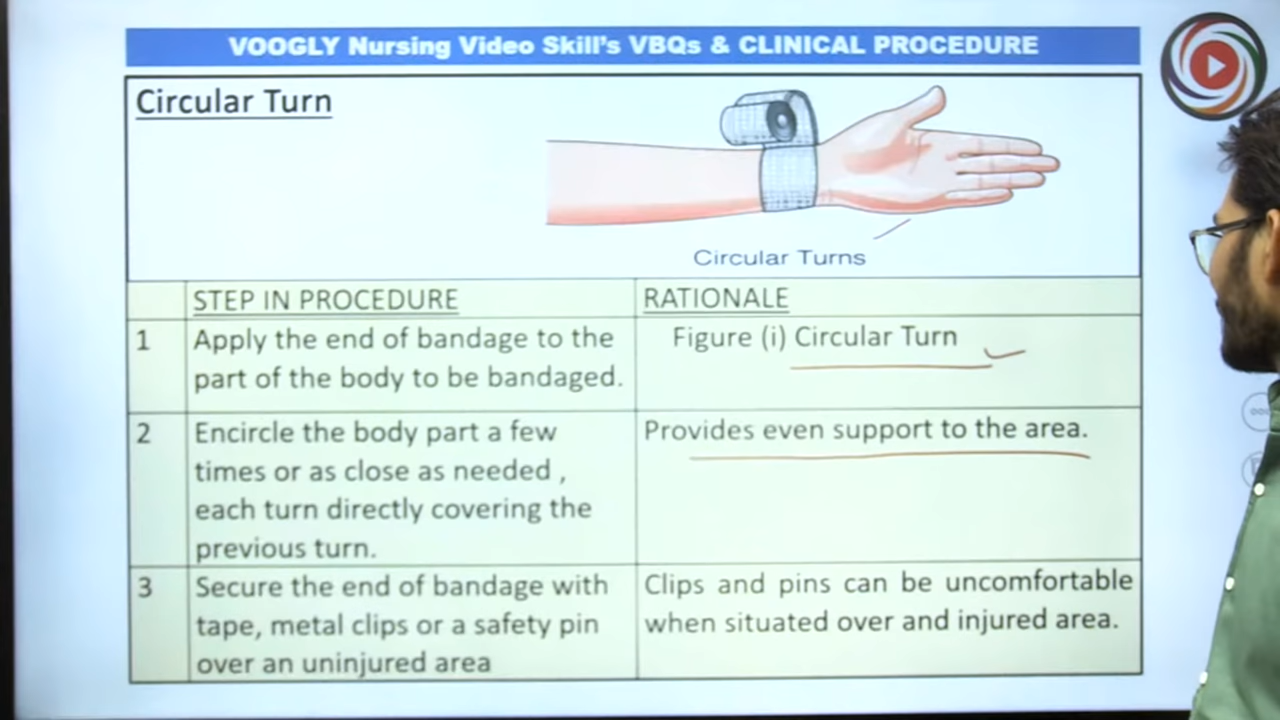 VOOGLY Nursing Video Skill's VBQs & CLINICAL PROCEDURE
Circular Turn
Circular Turns
STEP IN PROCEDURE
RATIONALE
1
Apply the end of bandage to the
part of the body to be bandaged.
Figure (i) Circular Turn
2
Encircle the body part a few
times or as close as needed ,
each turn directly covering the
previous turn.
Provides even support to the area.
3
Secure the end of bandage with
tape, metal clips or a safety pin
over an uninjured area
Clips and pins can be uncomfortable
when situated over and injured area.